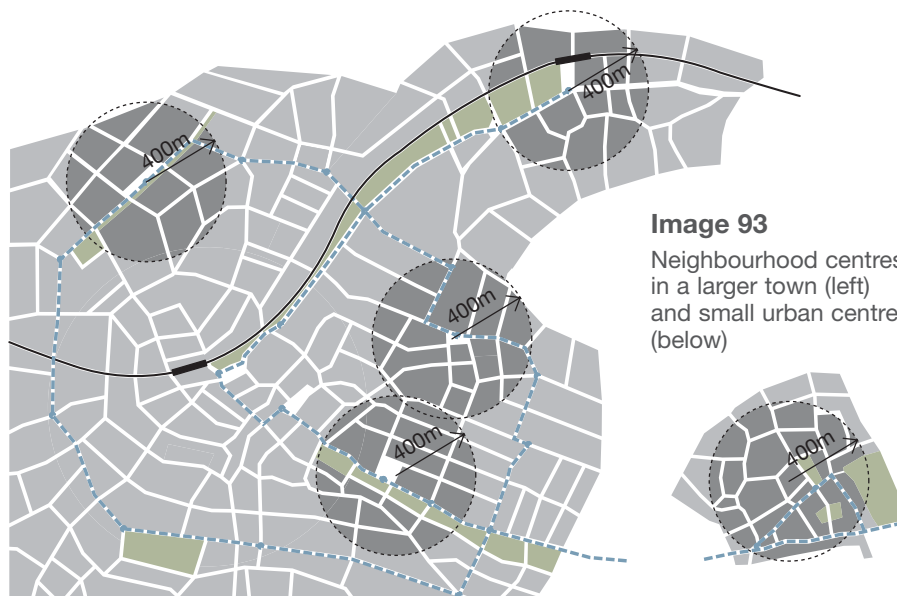 400m
400m
Image 93
Neighbourhood centres
in a larger town (left)
and small urban centre
(below)
400m
400m
400m